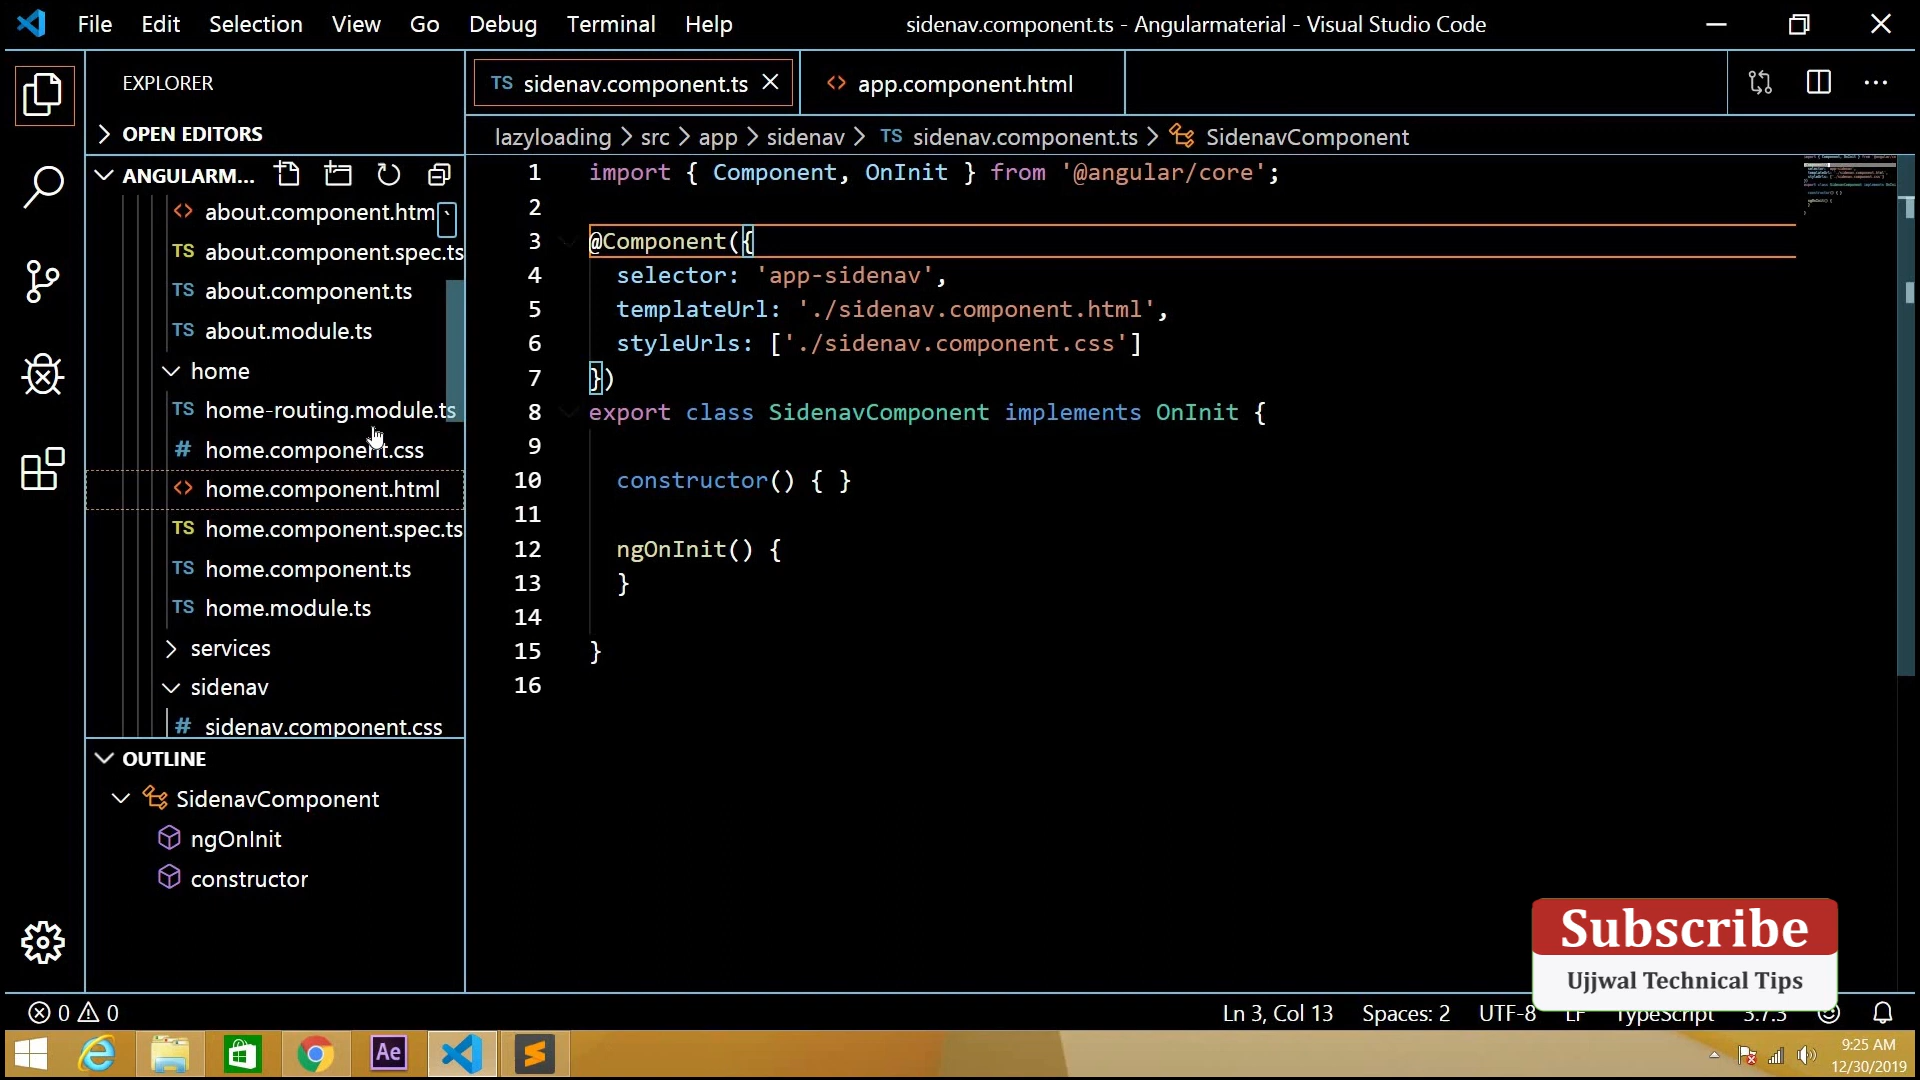 File Edit Selection View Go Debug Terminal Help
sidenav.component.ts - Angularmaterial - Visual Studio Code
EXPLORER
OPEN EDITORS
ANGULARM...
about.component.htm
about.component.spec.ts
about.component.ts
about.module.ts
home
home-routing.module.ts
home.component.css
home.component.html
home.component.spec.ts
home.component.ts
home.module.ts
services
sidenav
sidenav.component.css
OUTLINE
SidenavComponent
ngOnInit
constructor
TS sidenav.component.ts
app.component.html
lazyloading > src > app > sidenav > TS sidenav.component.ts > SidenavComponent
1 import { Component, OnInit } from '@angular/core';
2
3 @Component({
4 selector: 'app-sidenav',
5 templateUrl: './sidenav.component.html',
6 styleUrls: ['./sidenav.component.css']
7 })
8 export class SidenavComponent implements OnInit {
9
10 constructor() { }
11
12 ngOnInit() {
13 }
14
15 }
16
Subscribe
Ujjwal Technical Tips
0 0
Ln 3, Col 13 Spaces: 2 UTF-8 LF TypeScript 3.7.3
Ae
9:25 AM
12/30/2019